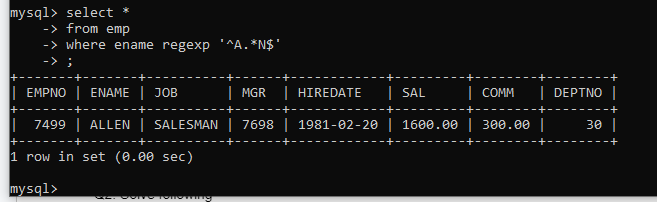 mysql> select *
    -> from emp
    -> where ename regexp '^A.*N$'
    -> ;
+-------+-------+----------+------+------------+---------+--------+--------+
| EMPNO | ENAME | JOB      | MGR  | HIREDATE   | SAL     | COMM   | DEPTNO |
+-------+-------+----------+------+------------+---------+--------+--------+
|  7499 | ALLEN | SALESMAN | 7698 | 1981-02-20 | 1600.00 | 300.00 |     30 |
+-------+-------+----------+------+------------+---------+--------+--------+
1 row in set (0.00 sec)
mysql>